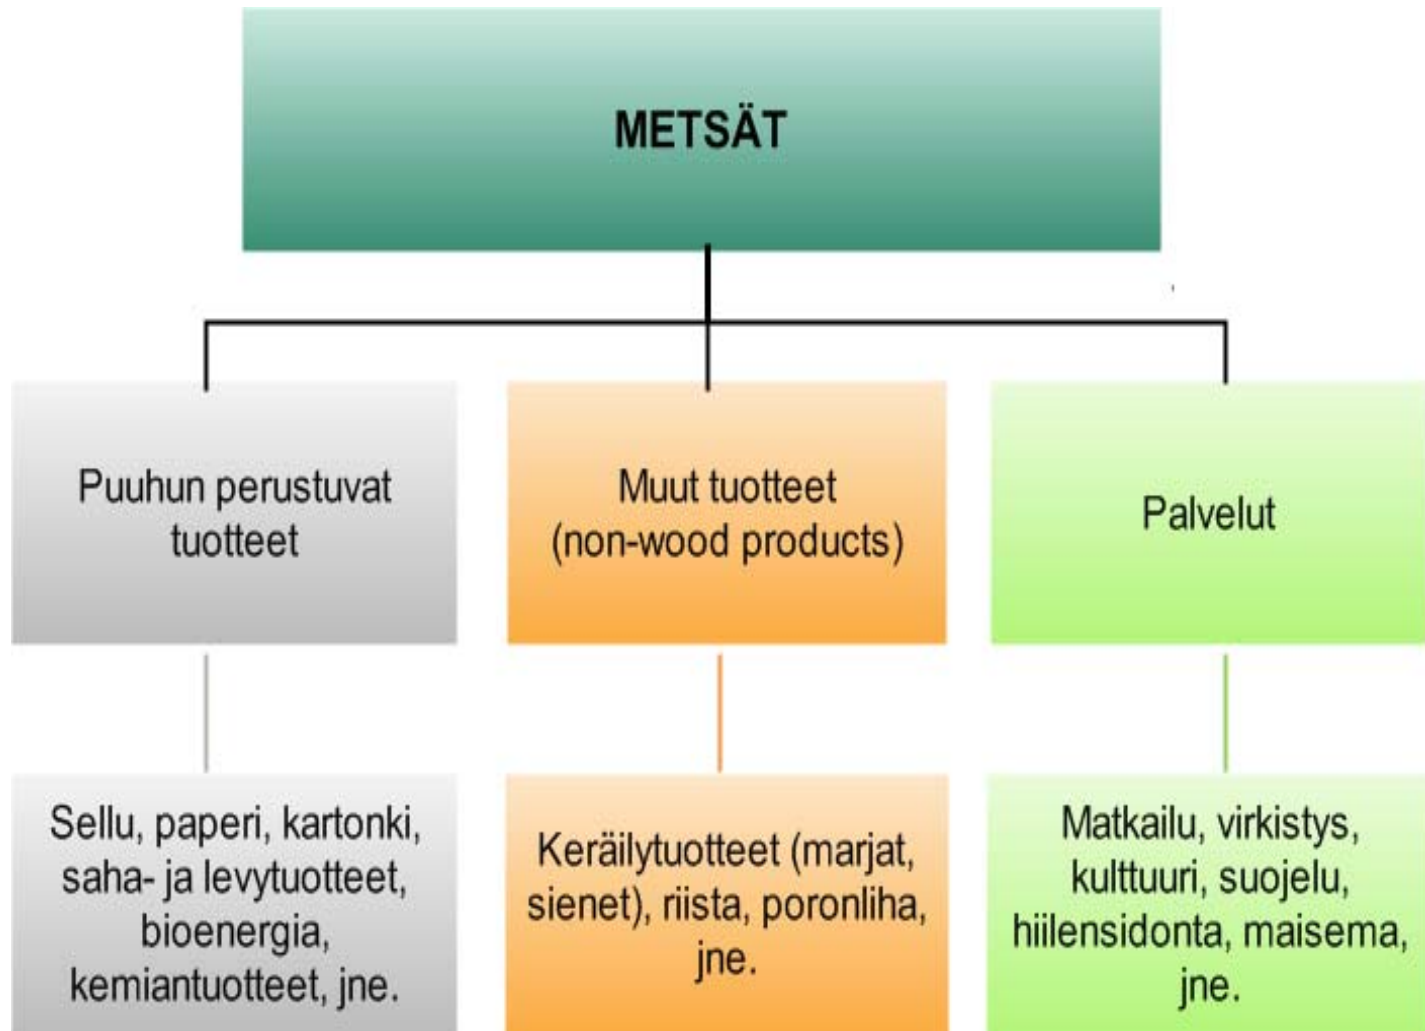 METSÄT
Puuhun perustuvat
tuotteet
Muut tuotteet
(non-wood products)
Palvelut
Sellu, paperi, kartonki,
saha- ja levytuotteet,
bioenergia,
kemiantuotteet, jne.
Keräilytuotteet (marjat,
sienet), riista, poronliha,
jne.
Matkailu, virkistys,
kulttuuri, suojelu,
hiilensidonta, maisema,
jne.